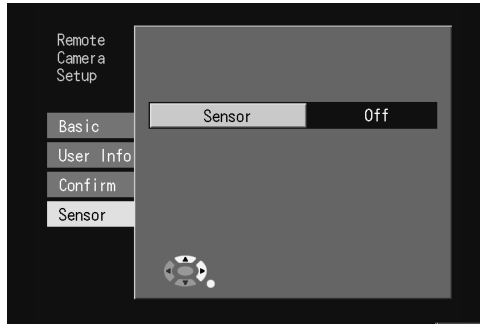 Remote
Camera
Setup
Basic
User Info
Confirm
Sensor
Sensor Off